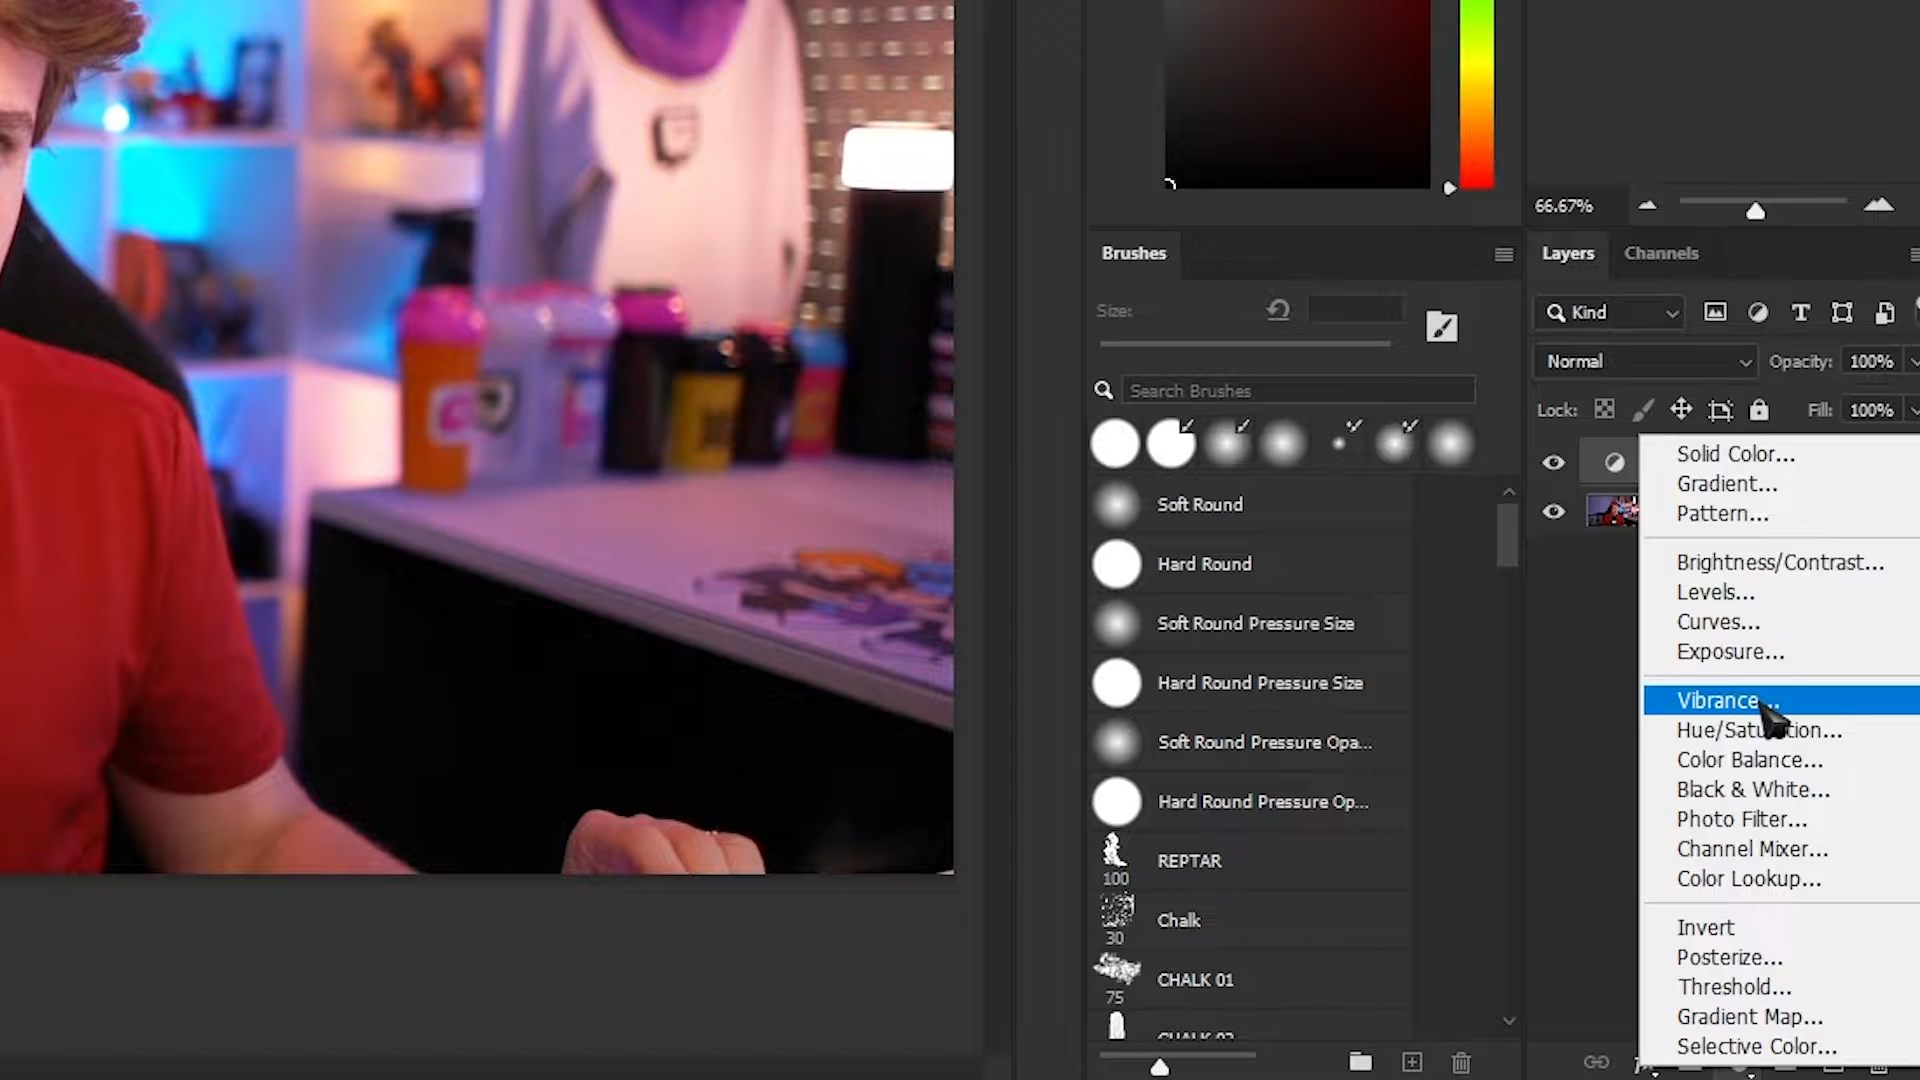 66.67%
Brushes
Layers
Channels
Size:
Kind
Normal
Opacity: 100%
Search Brushes
Lock:
Fill: 100%
Soft Round
Hard Round
Soft Round Pressure Size
Hard Round Pressure Size
Soft Round Pressure Opa...
Hard Round Pressure Op...
REPTAR
100
Chalk
30
CHALK 01
75
Solid Color...
Gradient...
Pattern...
Brightness/Contrast...
Levels...
Curves...
Exposure...
Vibrance...
Hue/Saturation...
Color Balance...
Black & White...
Photo Filter...
Channel Mixer...
Color Lookup...
Invert
Posterize...
Threshold...
Gradient Map...
Selective Color...